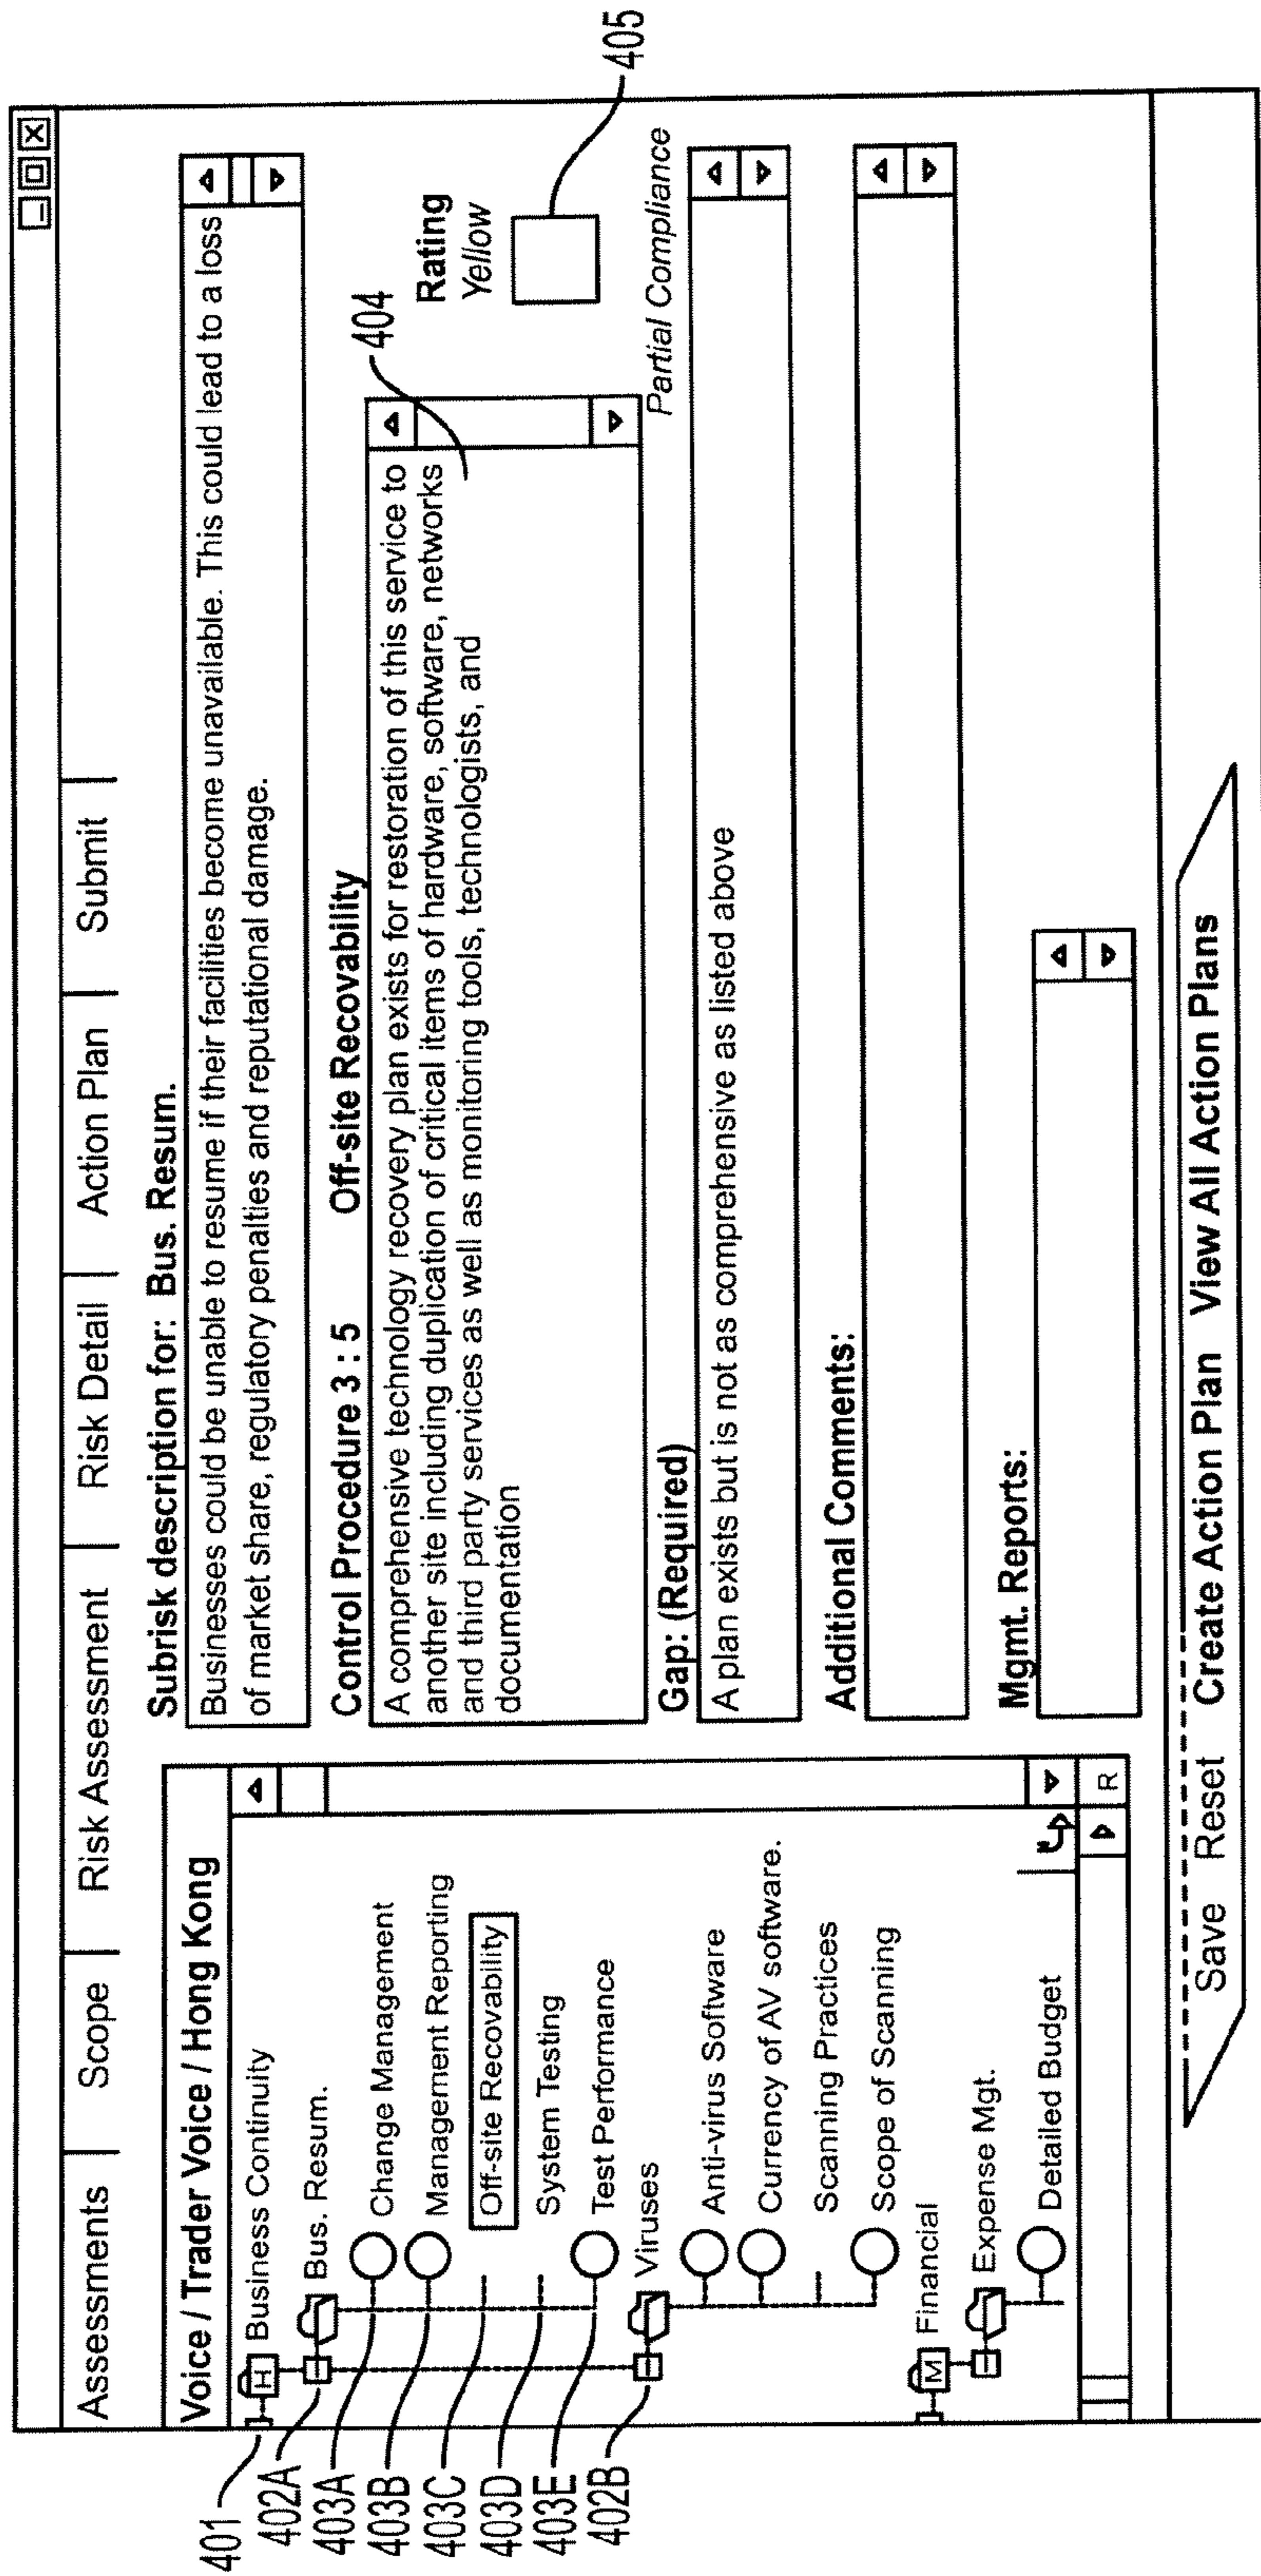 Assessments | Scope | Risk Assessment | Risk Detail | Action Plan | Submit |
Voice / Trader Voice / Hong Kong
H Business Continuity
Bus. Resum.
Change Management
Management Reporting
Off-site Recovability
System Testing
Test Performance
Viruses
Anti-virus Software
Currency of AV software.
Scanning Practices
Scope of Scanning
M Financial
Expense Mgt.
Detailed Budget
R
401
402A
403A
403B
403C
403D
403E
402B
Subrisk description for: Bus. Resum.
Businesses could be unable to resume if their facilities become unavailable. This could lead to a loss
of market share, regulatory penalties and reputational damage.
Control Procedure 3 : 5 Off-site Recovability
A comprehensive technology recovery plan exists for restoration of this service to
another site including duplication of critical items of hardware, software, networks
and third party services as well as monitoring tools, technologists, and
documentation
404
Rating
Yellow
405
Partial Compliance
Gap: (Required)
A plan exists but is not as comprehensive as listed above
Additional Comments:
Mgmt. Reports:
Save Reset Create Action Plan View All Action Plans